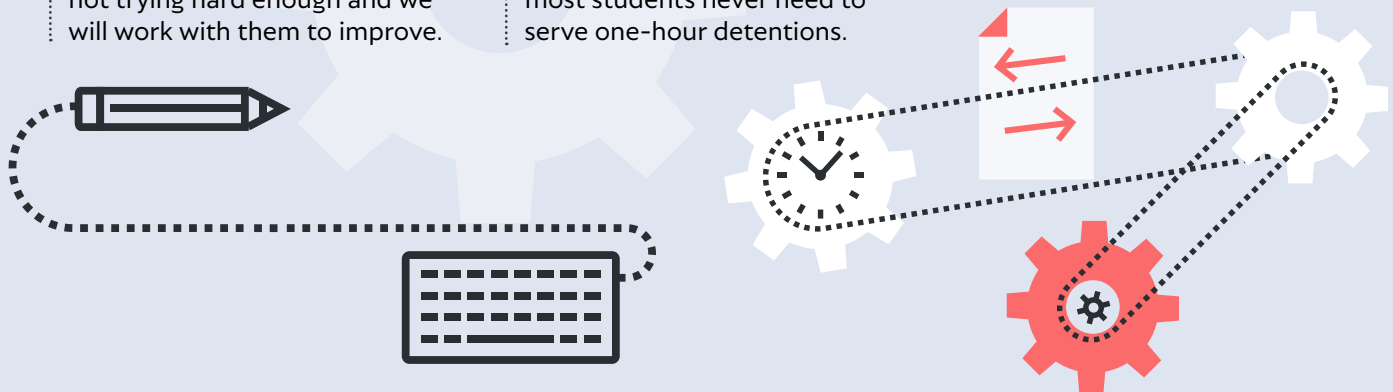 not trying hard enough and we
will work with them to improve.
most students never need to
serve one-hour detentions.